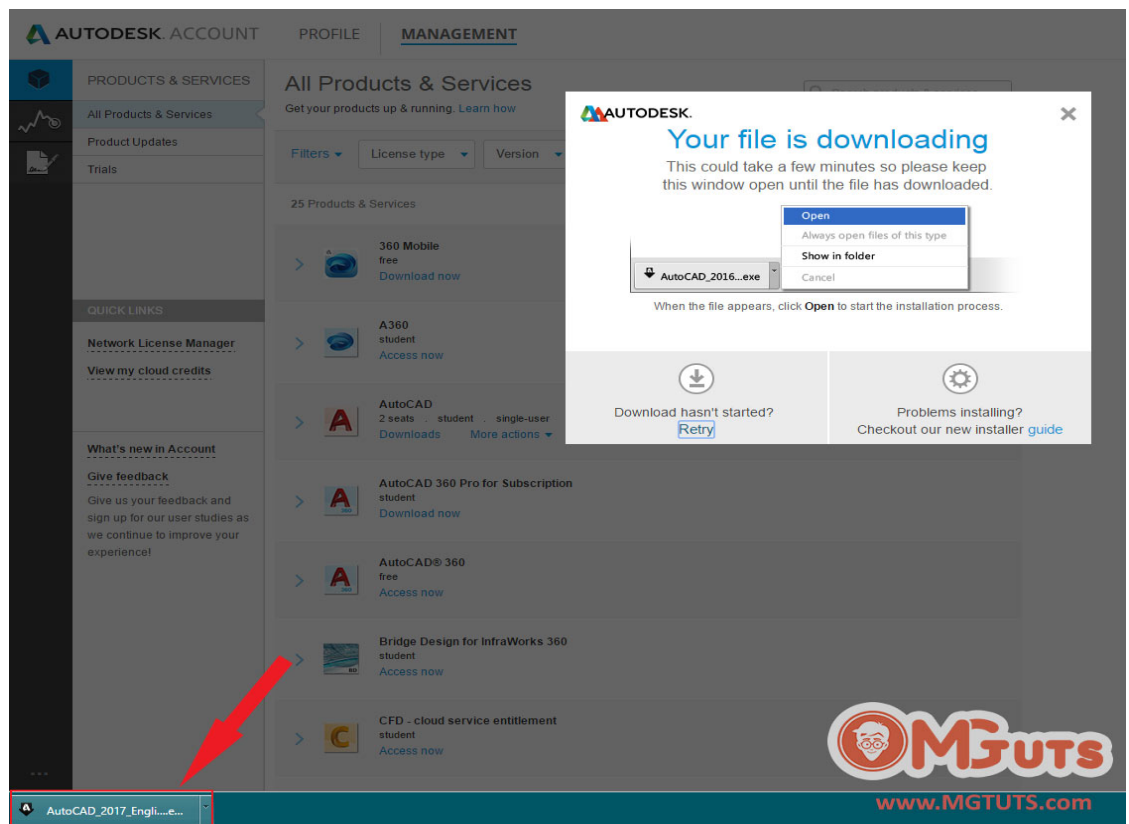 AUTODESK. ACCOUNT
PROFILE
MANAGEMENT
PRODUCTS & SERVICES
All Products & Services
Product Updates
Trials
QUICK LINKS
Network License Manager
View my cloud credits
What's new in Account
Give feedback
Give us your feedback and
sign up for our user studies as
we continue to improve your
experience!
All Products & Services
Get your products up & running. Learn how
Filters
License type
Version
25 Products & Services
360 Mobile
free
Download now
A360
student
Access now
AutoCAD
2 seats . student . single-user
Downloads More actions
AutoCAD 360 Pro for Subscription
student
Download now
AutoCAD® 360
free
Access now
Bridge Design for InfraWorks 360
student
Access now
CFD - cloud service entitlement
student
Access now
AUTODESK.
Your file is downloading
This could take a few minutes so please keep
this window open until the file has downloaded.
Open
Always open files of this type
Show in folder
Cancel
AutoCAD_2016...exe
When the file appears, click Open to start the installation process.
Download hasn't started?
Retry
Problems installing?
Checkout our new installer guide
MGTUTS
www.MGTUTS.com
AutoCAD_2017_Engli....e...